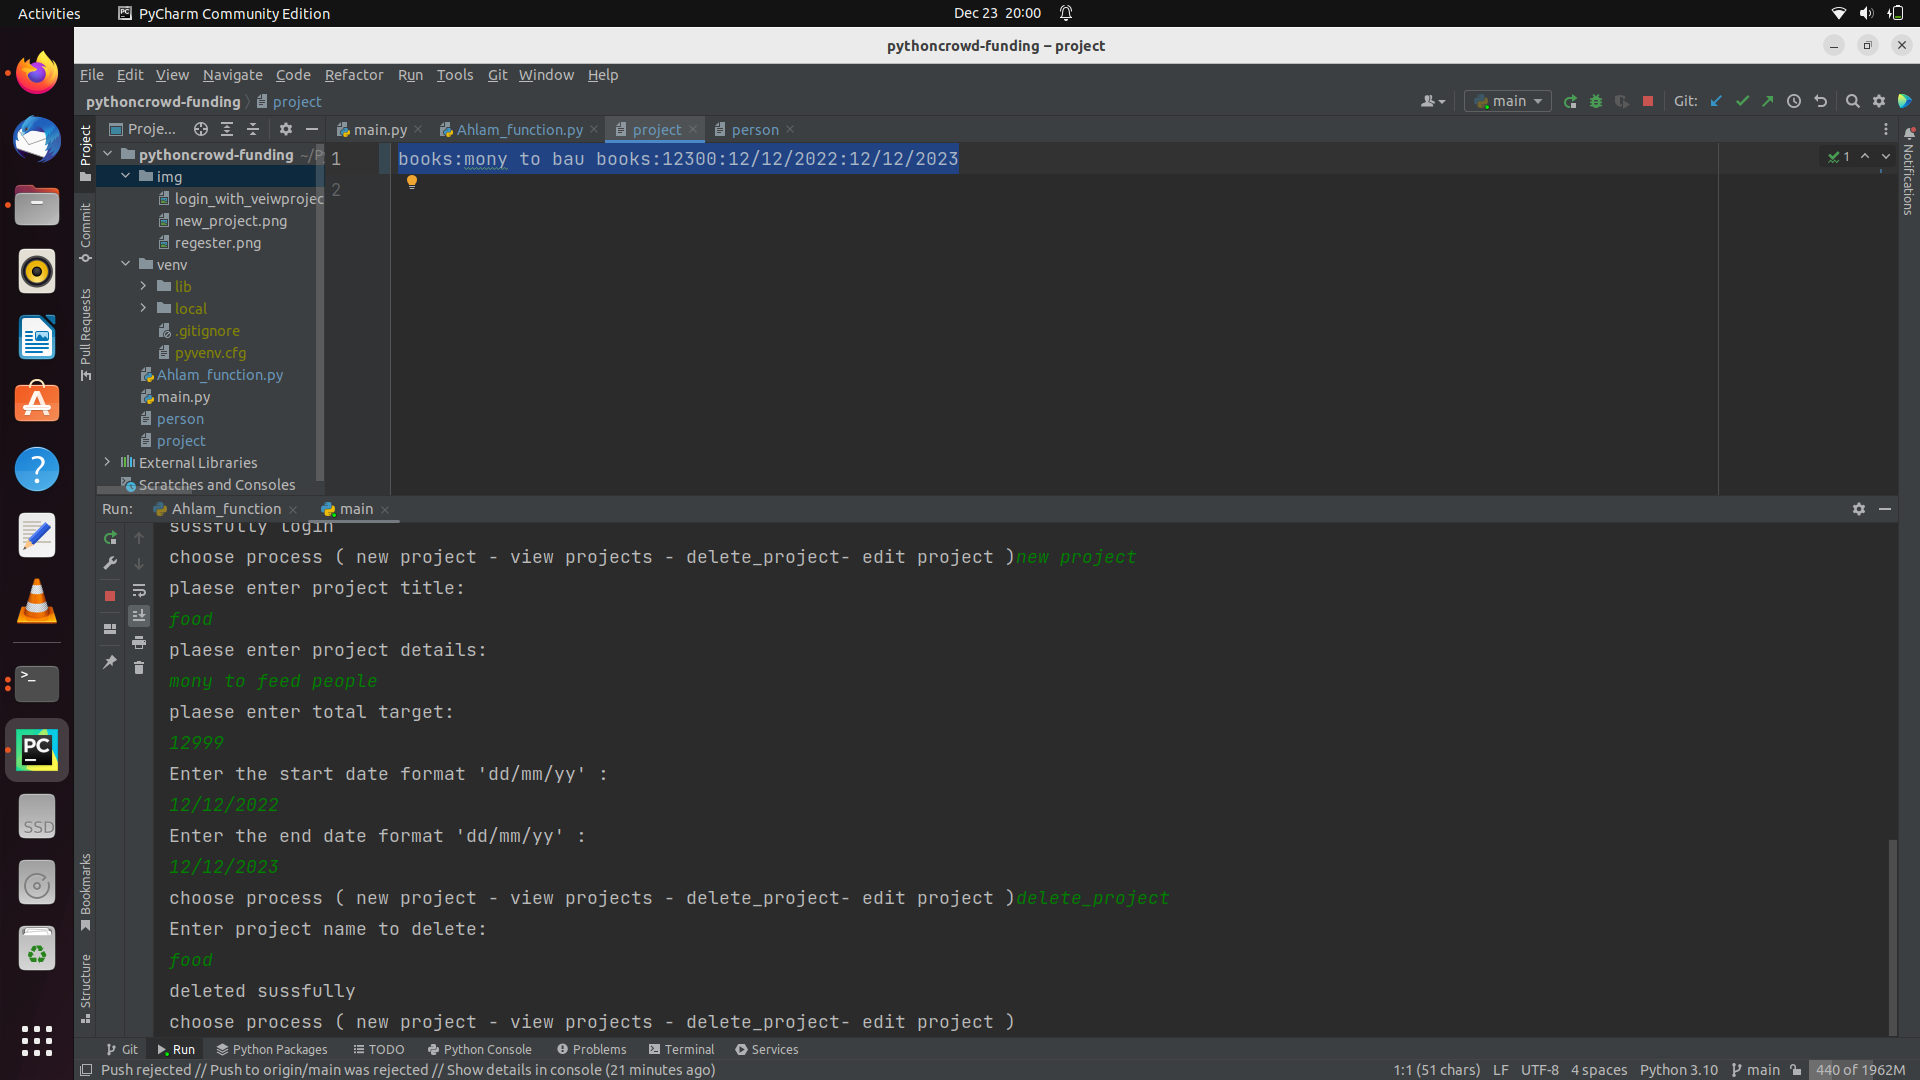 Activities PyCharm Community Edition Dec 23 20:00
pythoncrowd-funding – project
File Edit View Navigate Code Refactor Run Tools Git Window Help
pythoncrowd-funding project main Git:
Project
Commit
Pull Requests
Bookmarks
Structure
Notifications
Proje...
pythoncrowd-funding ~/P
img
login_with_veiwprojec
new_project.png
regester.png
venv
lib
local
.gitignore
pyvenv.cfg
Ahlam_function.py
main.py
person
project
External Libraries
Scratches and Consoles
main.py Ahlam_function.py project person
1 books:mony to bau books:12300:12/12/2022:12/12/2023 1
2
Run: Ahlam_function main
sussfully login
choose process ( new project - view projects - delete_project- edit project )new project
plaese enter project title:
food
plaese enter project details:
mony to feed people
plaese enter total target:
12999
Enter the start date format 'dd/mm/yy' :
12/12/2022
Enter the end date format 'dd/mm/yy' :
12/12/2023
choose process ( new project - view projects - delete_project- edit project )delete_project
Enter project name to delete:
food
deleted sussfully
choose process ( new project - view projects - delete_project- edit project )
Git Run Python Packages TODO Python Console Problems Terminal Services
Push rejected // Push to origin/main was rejected // Show details in console (21 minutes ago) 1:1 (51 chars) LF UTF-8 4 spaces Python 3.10 main 440 of 1962M
PC
SSD